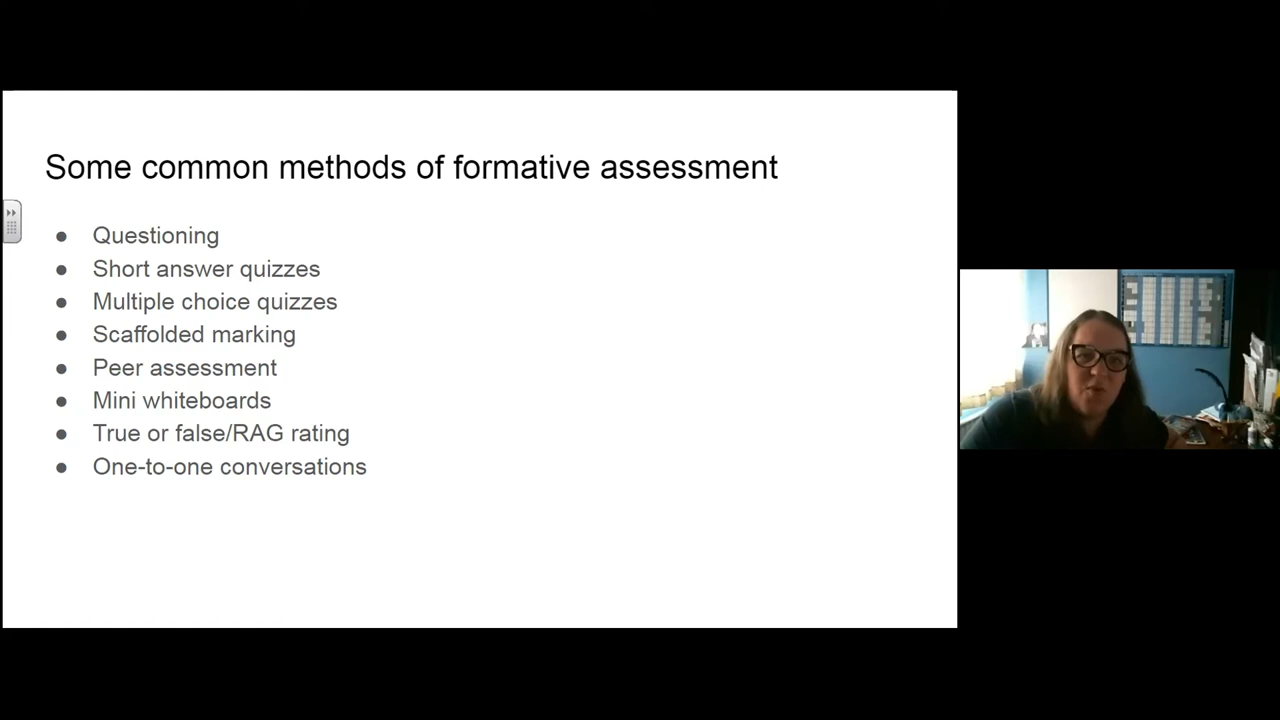 Some common methods of formative assessment
● Questioning
● Short answer quizzes
● Multiple choice quizzes
● Scaffolded marking
● Peer assessment
● Mini whiteboards
● True or false/RAG rating
● One-to-one conversations